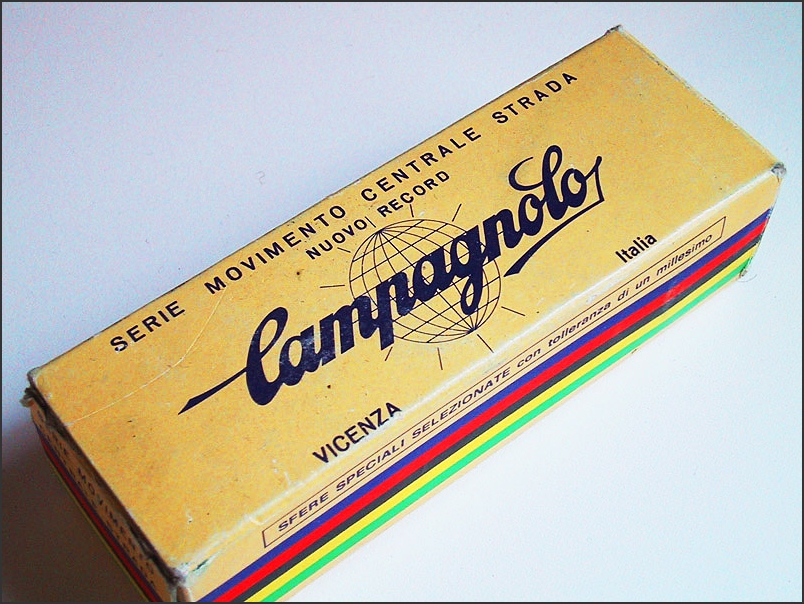 SERIE MOVIMENTO CENTRALE STRADA
NUOVO RECORD
Campagnolo
VICENZA
Italia
SFERE SPECIALI SELEZIONATE con tolleranza di un millesimo